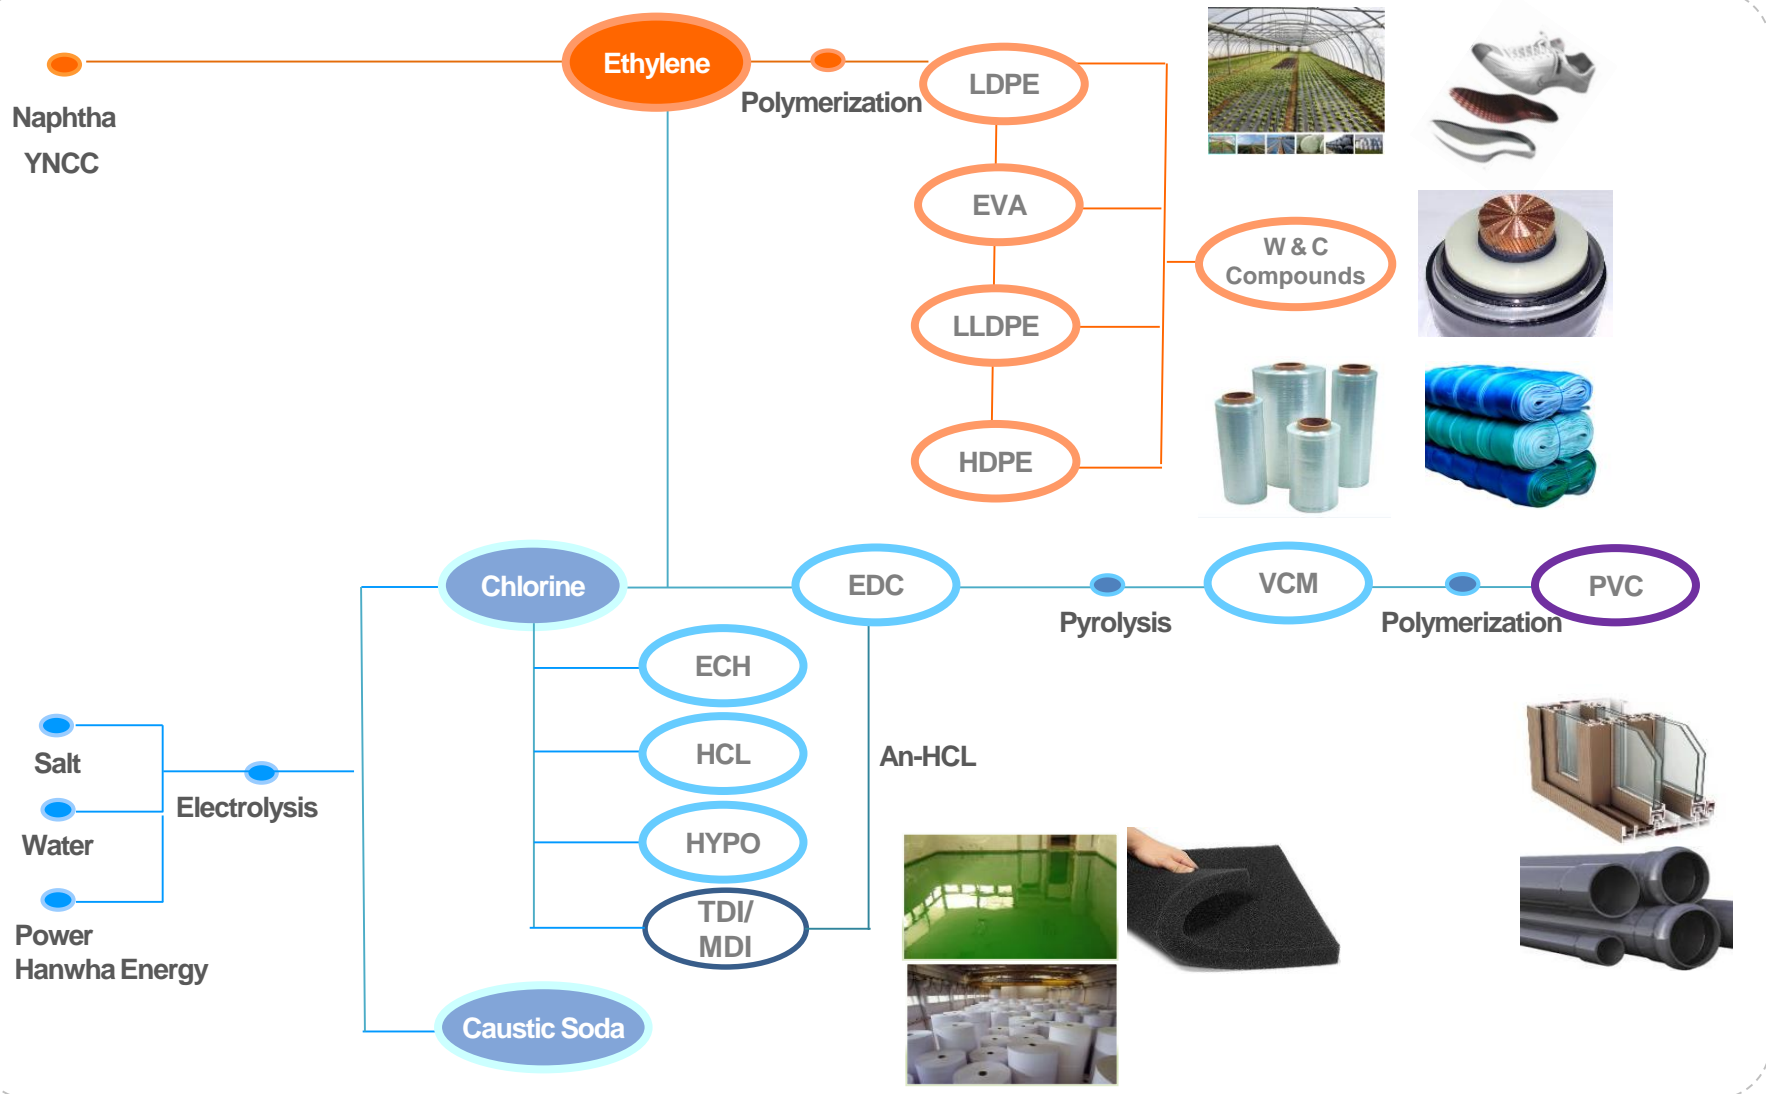 Ethylene
Naphtha
YNCC
Polymerization
LDPE
EVA
LLDPE
HDPE
W & C
Compounds
Chlorine
EDC
Pyrolysis
VCM
Polymerization
PVC
ECH
HCL
HYPO
TDI/
MDI
An-HCL
Salt
Water
Power
Hanwha Energy
Electrolysis
Caustic Soda